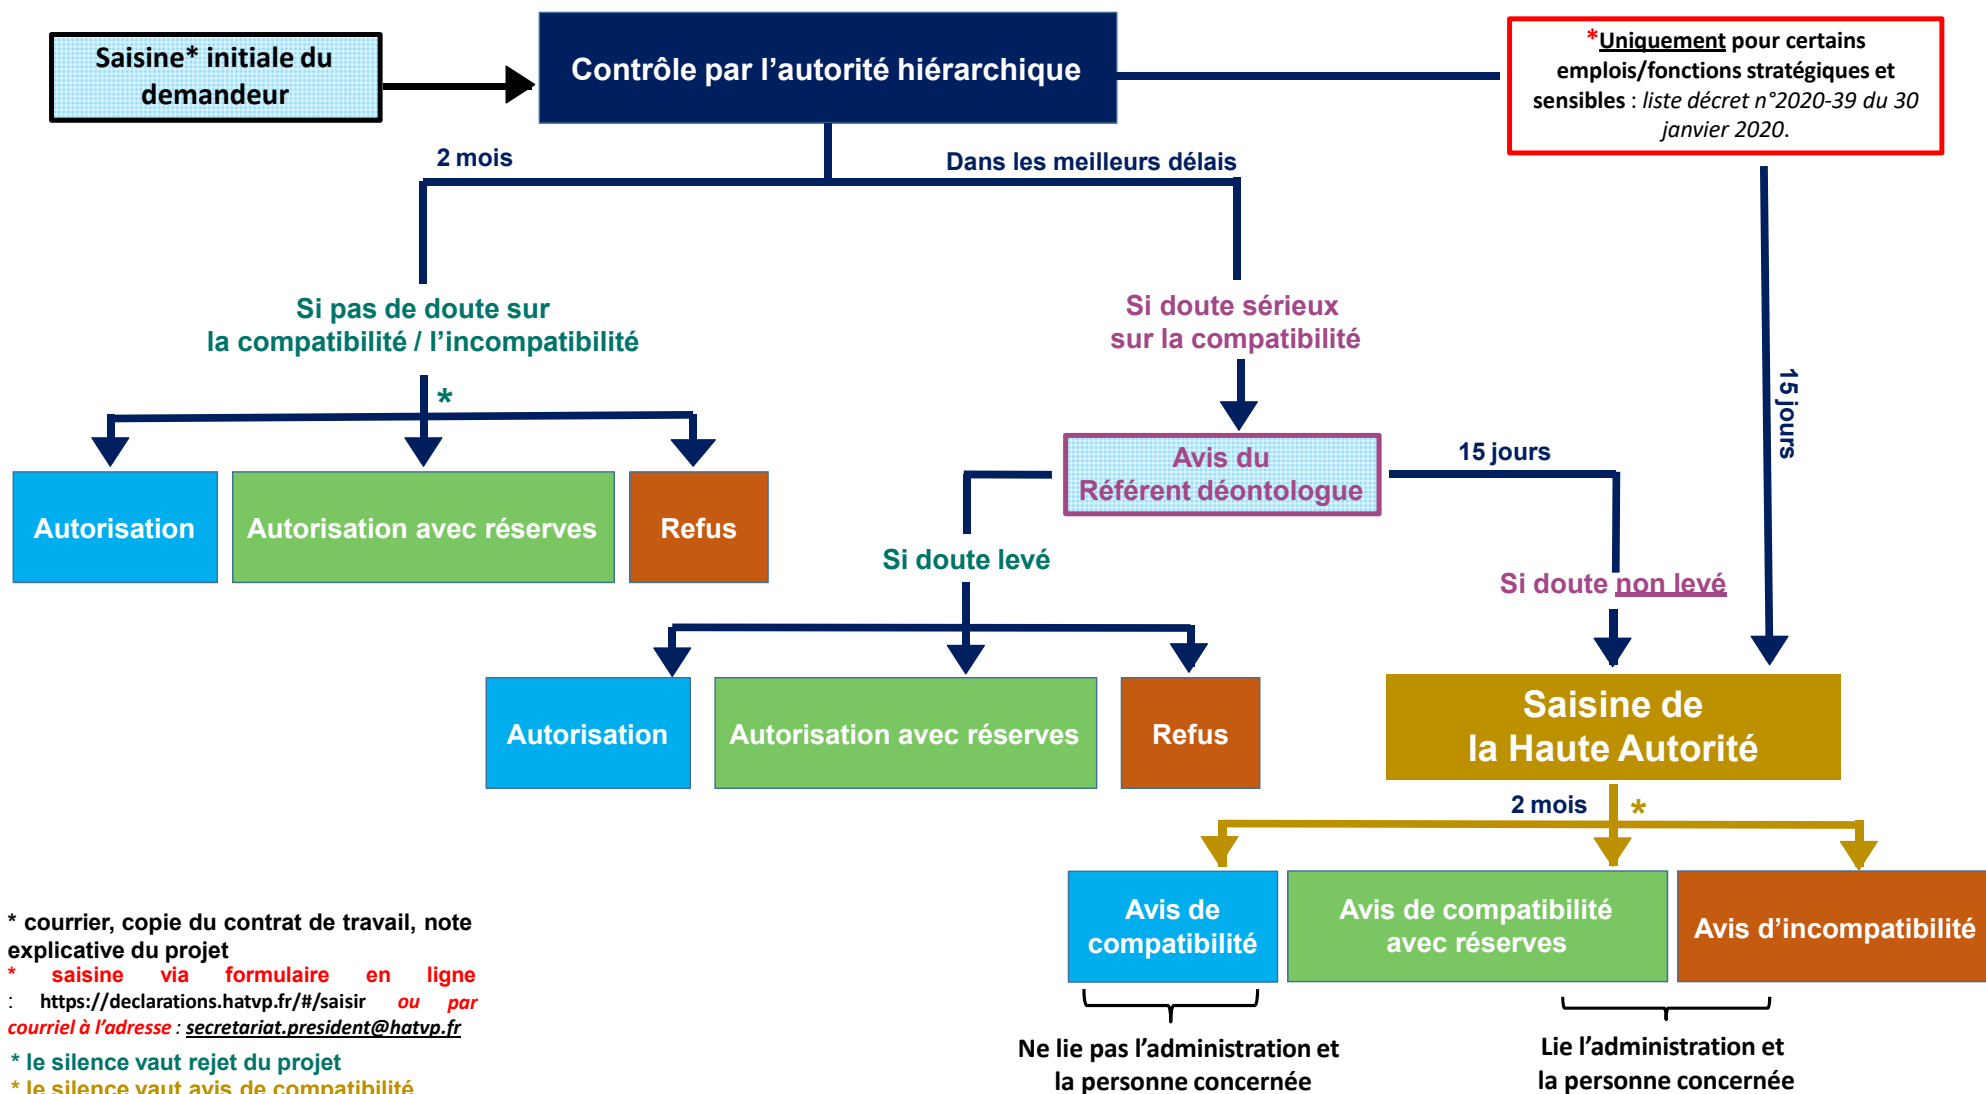 Saisine* initiale du
demandeur
Contrôle par l'autorité hiérarchique
*Uniquement pour certains
emplois/fonctions stratégiques et
sensibles : liste décret n°2020-39 du 30
janvier 2020.
2 mois
Dans les meilleurs délais
Si pas de doute sur
la compatibilité / l'incompatibilité
Si doute sérieux
sur la compatibilité
15 jours
*
Autorisation
Autorisation avec réserves
Refus
Avis du
Référent déontologue
15 jours
Si doute levé
Si doute non levé
Autorisation
Autorisation avec réserves
Refus
Saisine de
la Haute Autorité
2 mois
*
Avis de
compatibilité
Avis de compatibilité
avec réserves
Avis d'incompatibilité
Ne lie pas l'administration et
la personne concernée
Lie l'administration et
la personne concernée
* courrier, copie du contrat de travail, note
explicative du projet
* saisine via formulaire en ligne
: https://declarations.hatvp.fr/#/saisir ou par
courriel à l'adresse : secretariat.president@hatvp.fr
* le silence vaut rejet du projet
* le silence vaut avis de compatibilité